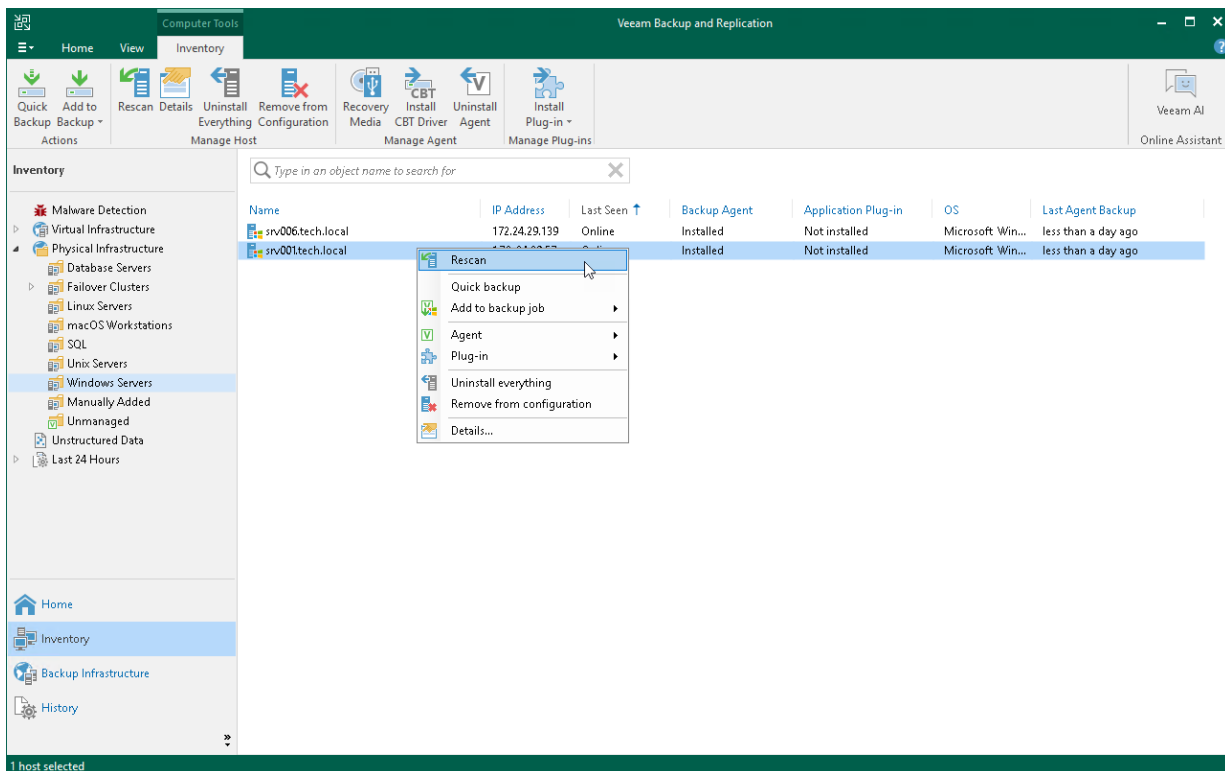 Computer Tools
Veeam Backup and Replication
Home View Inventory
Quick Backup
Add to Backup
Rescan
Details
Uninstall Everything
Remove from Configuration
Recovery Media
CBT
Install CBT Driver
Uninstall Agent
Install Plug-in
Veeam AI
Actions
Manage Host
Manage Agent
Manage Plug-ins
Online Assistant
Inventory
Type in an object name to search for
Malware Detection
Virtual Infrastructure
Physical Infrastructure
Database Servers
Failover Clusters
Linux Servers
macOS Workstations
SQL
Unix Servers
Windows Servers
Manually Added
Unmanaged
Unstructured Data
Last 24 Hours
Name IP Address Last Seen Backup Agent Application Plug-in OS Last Agent Backup
srv006.tech.local 172.24.29.139 Online Installed Not installed Microsoft Win... less than a day ago
srv001.tech.local Installed Not installed Microsoft Win... less than a day ago
Rescan
Quick backup
Add to backup job
Agent
Plug-in
Uninstall everything
Remove from configuration
Details...
Home
Inventory
Backup Infrastructure
History
1 host selected